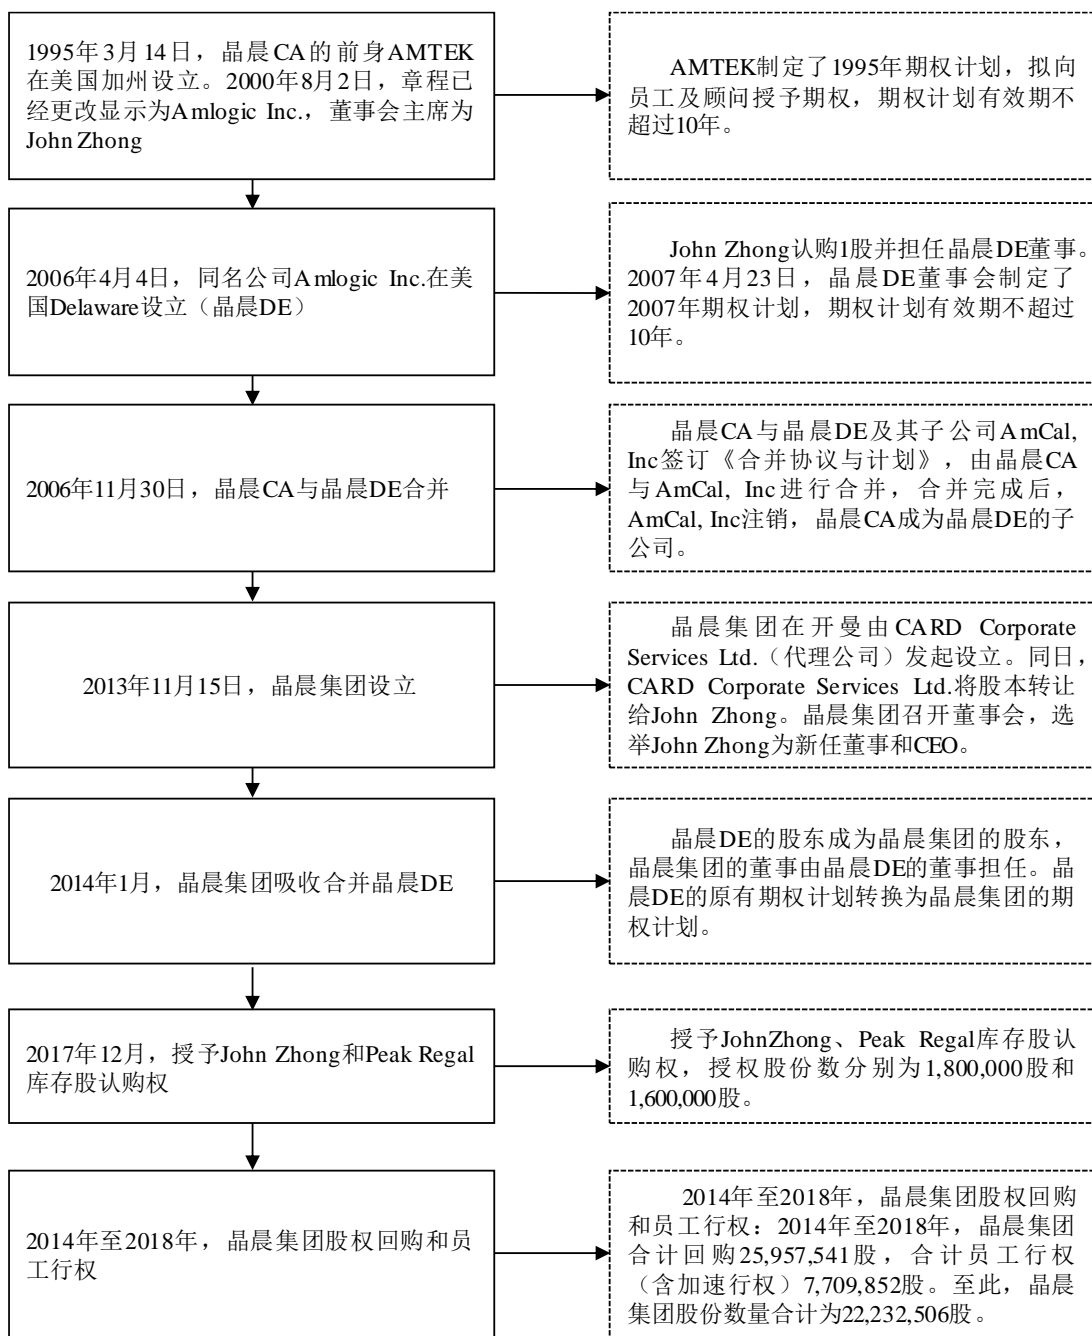 1995年3月14日，晶晨CA的前身AMTEK
在美国加州设立。2000年8月2日，章程已
经更改显示为Amlogic Inc.，董事会主席为
John Zhong
AMTEK制定了1995年期权计划，拟向
员工及顾问授予期权，期权计划有效期不
超过10年。
2006年4月4日，同名公司Amlogic Inc.在美
国Delaware设立（晶晨DE）
John Zhong认购1股并担任晶晨DE董事。
2007年4月23日，晶晨DE董事会制定了
2007年期权计划，期权计划有效期不超过
10年。
2006年11月30日，晶晨CA与晶晨DE合并
晶晨CA与晶晨DE及其子公司AmCal,
Inc签订《合并协议与计划》，由晶晨CA
与AmCal, Inc进行合并，合并完成后，
AmCal, Inc注销，晶晨CA成为晶晨DE的子
公司。
2013年11月15日，晶晨集团设立
晶晨集团在开曼由CARD Corporate
Services Ltd.（代理公司）发起设立。同日，
CARD Corporate Services Ltd.将股本转让
给John Zhong。晶晨集团召开董事会，选
举John Zhong为新任董事和CEO。
2014年1月，晶晨集团吸收合并晶晨DE
晶晨DE的股东成为晶晨集团的股东，
晶晨集团的董事由晶晨DE的董事担任。晶
晨DE的原有期权计划转换为晶晨集团的期
权计划。
2017年12月，授予John Zhong和Peak Regal
库存股认购权
授予JohnZhong、Peak Regal库存股认
购权，授权股份数分别为1,800,000股和
1,600,000股。
2014年至2018年，晶晨集团股权回购和员
工行权
2014年至2018年，晶晨集团股权回购
和员工行权：2014年至2018年，晶晨集团
合计回购25,957,541股，合计员工行权
（含加速行权）7,709,852股。至此，晶晨
集团股份数量合计为22,232,506股。